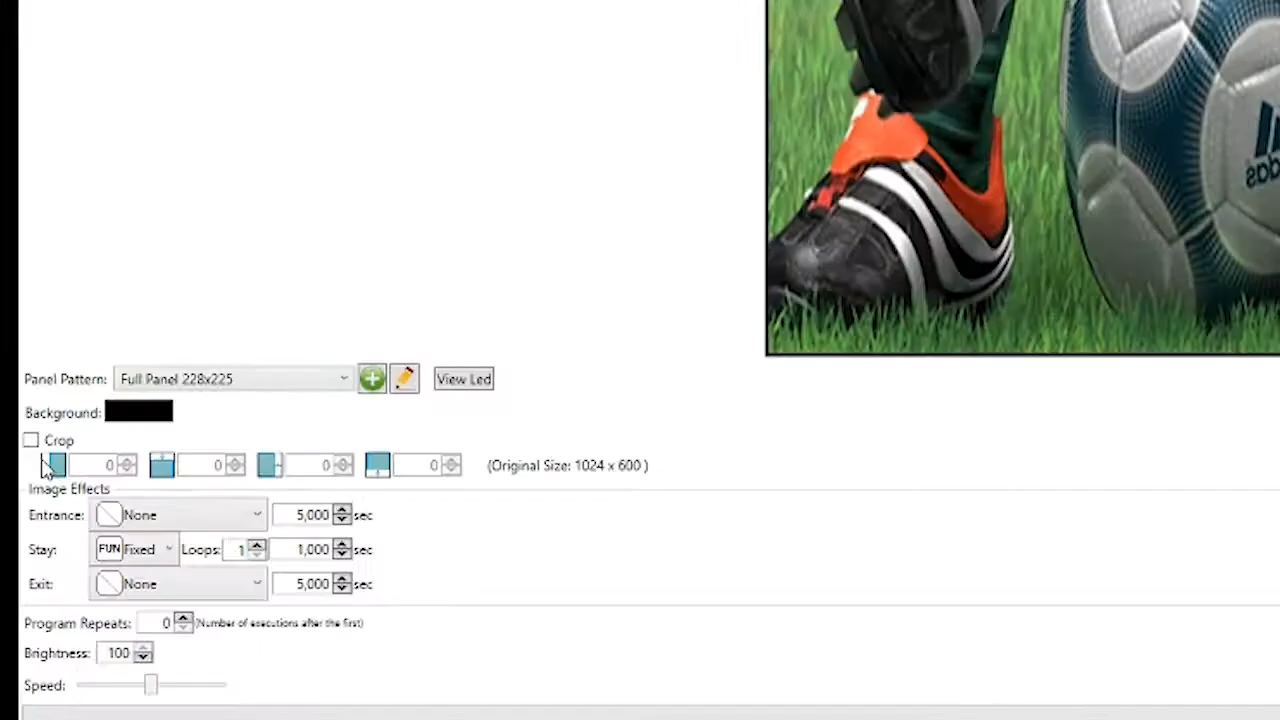 adidas
Panel Pattern: Full Panel 228x225 View Led
Background:
Crop
0 0 0 0 (Original Size: 1024 x 600 )
Image Effects
Entrance: None 5,000 sec
Stay: FUN Fixed Loops: 1 1,000 sec
Exit: None 5,000 sec
Program Repeats: 0 (Number of executions after the first)
Brightness: 100
Speed: